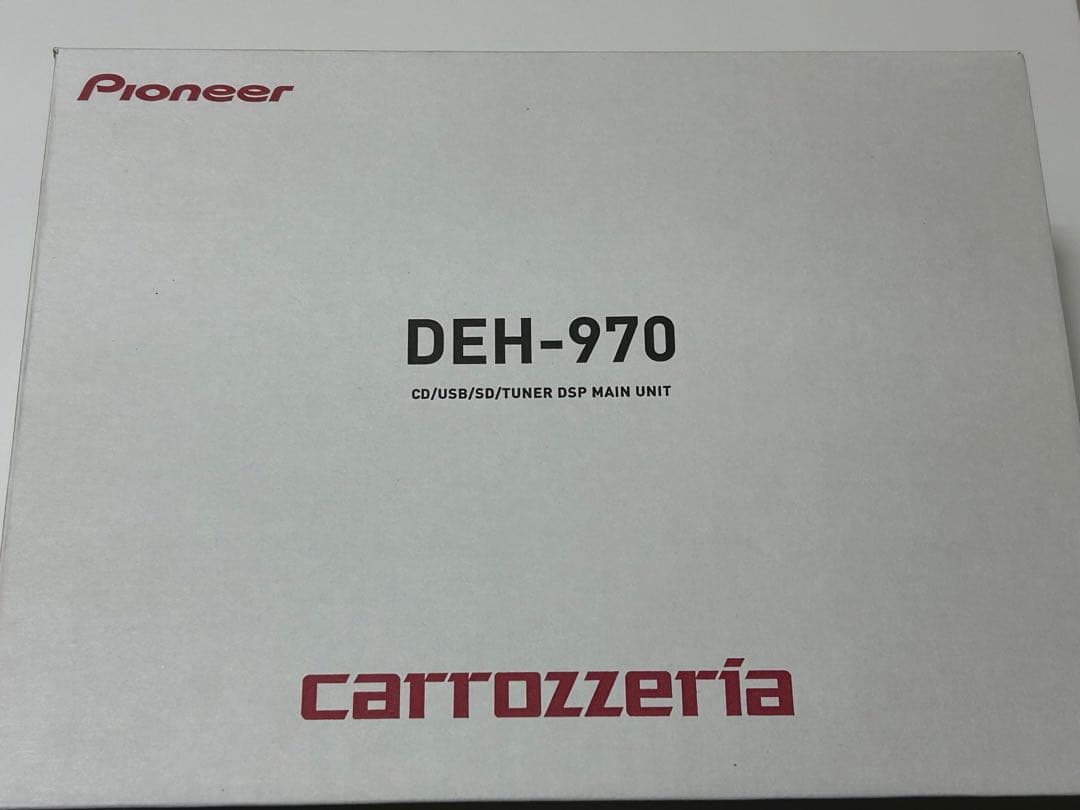 Pioneer
DEH-970
CD/USB/SD/TUNER DSP MAIN UNIT
carrozzeria